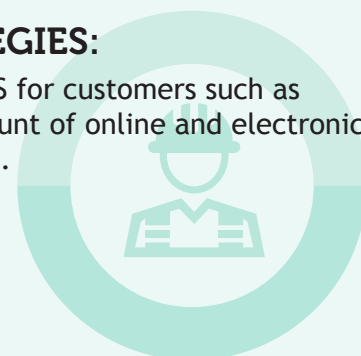 EGIES:
S for customers such as
unt of online and electronic
.